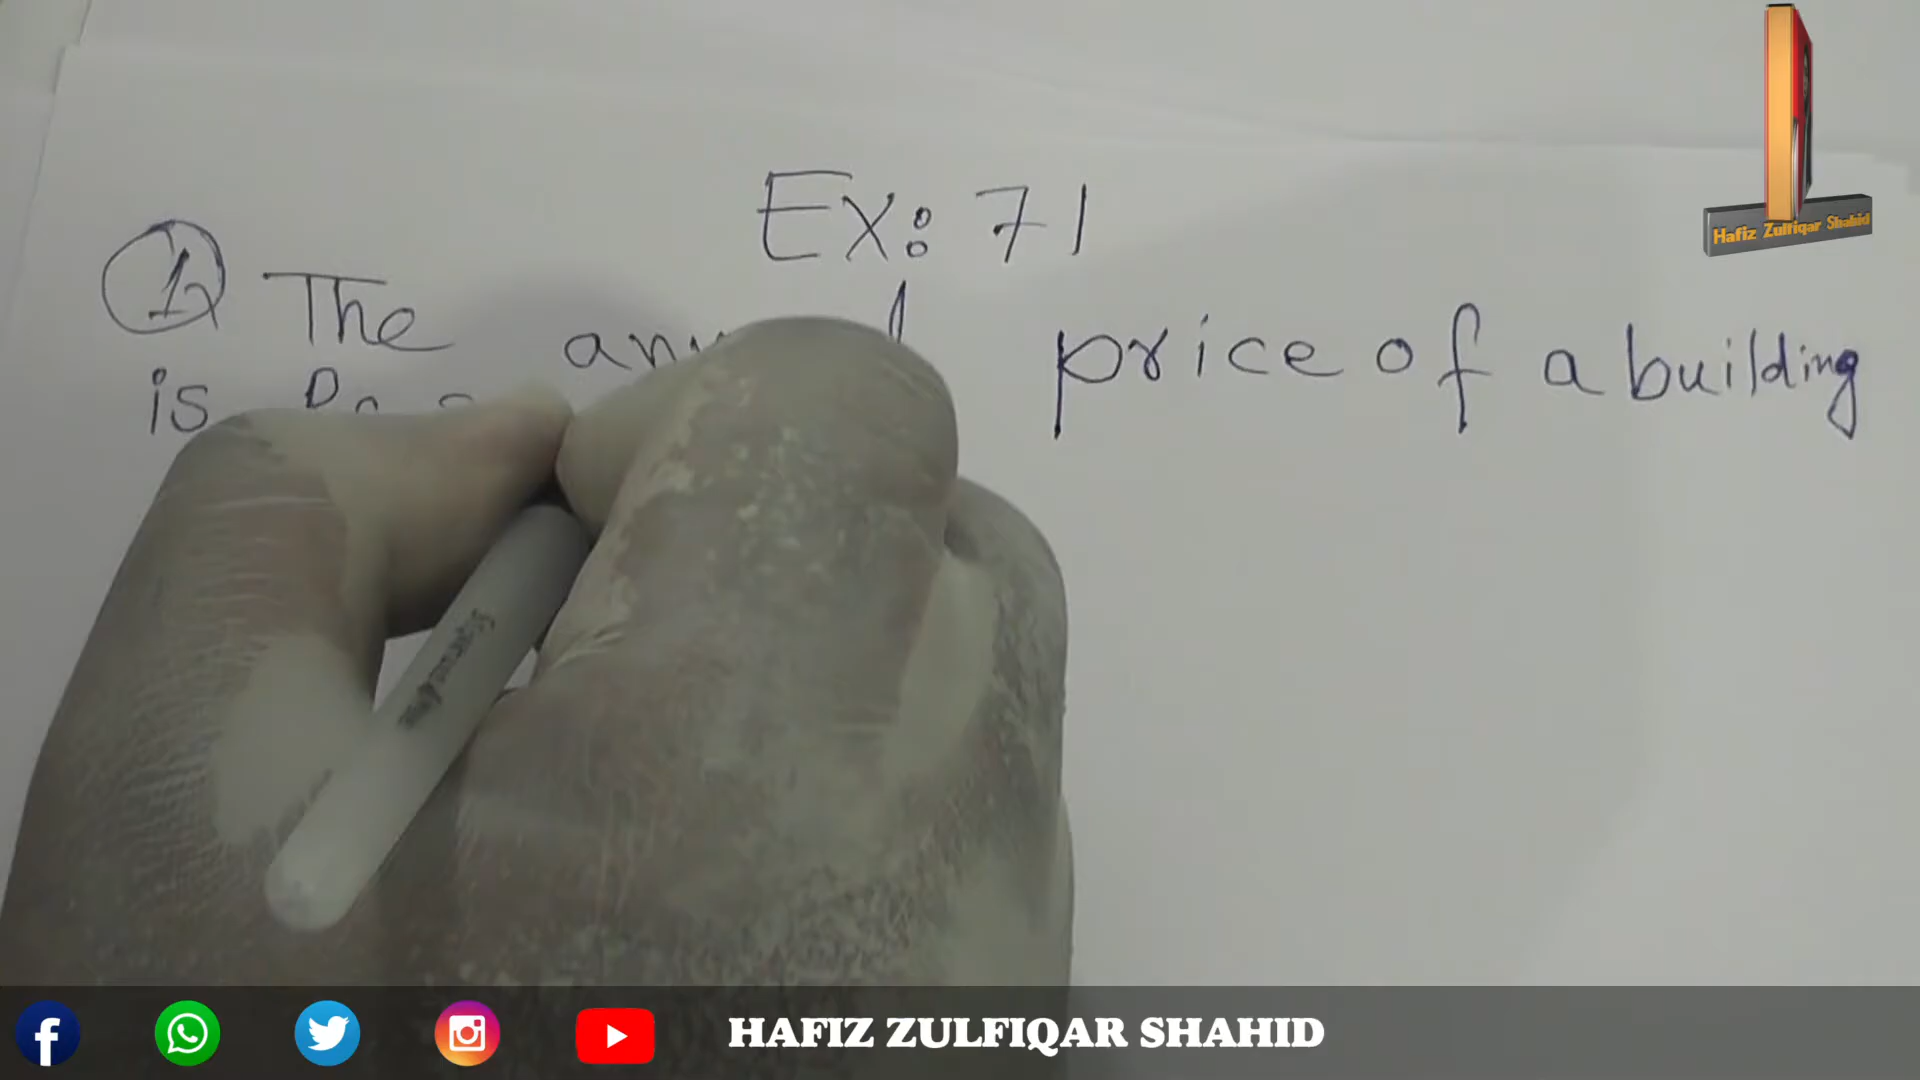 Hafiz Zulfiqar Shahid
Ex: 71
1 The price of a building
is
HAFIZ ZULFIQAR SHAHID